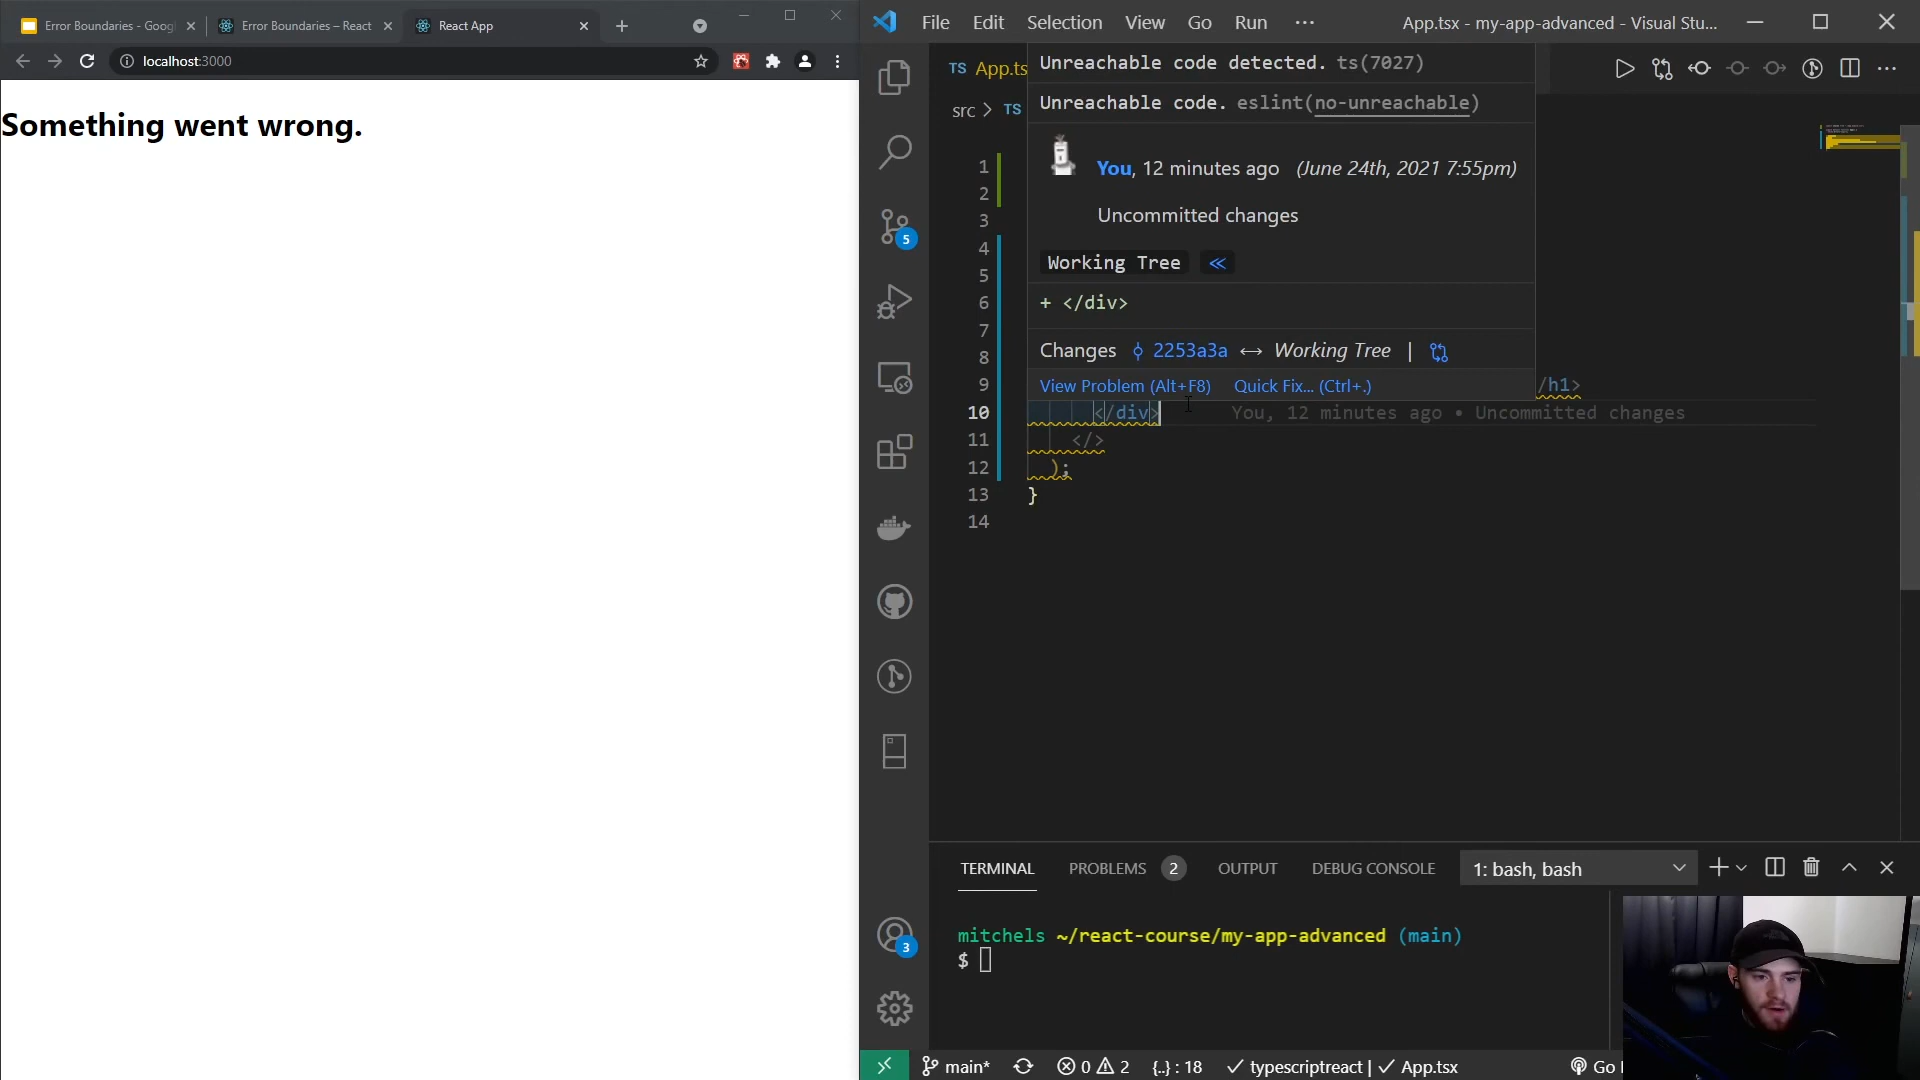 Error Boundaries - Goog
Error Boundaries – React
React App
localhost:3000
Something went wrong.
File Edit Selection View Go Run ···
App.tsx - my-app-advanced - Visual Stu...
TS App.ts
src > TS
Unreachable code detected. ts(7027)
Unreachable code. eslint(no-unreachable)
You, 12 minutes ago (June 24th, 2021 7:55pm)
Uncommitted changes
Working Tree
+ </div>
Changes 2253a3a ↔ Working Tree |
View Problem (Alt+F8) Quick Fix... (Ctrl+.)
1
2
3
4
5
6
7
8
9 /h1>
10 </div> You, 12 minutes ago • Uncommitted changes
11 </>
12 );
13 }
14
5
3
TERMINAL PROBLEMS 2 OUTPUT DEBUG CONSOLE 1: bash, bash
mitchels ~/react-course/my-app-advanced (main)
$
main* 0 2 {..} : 18 typescriptreact | App.tsx Go